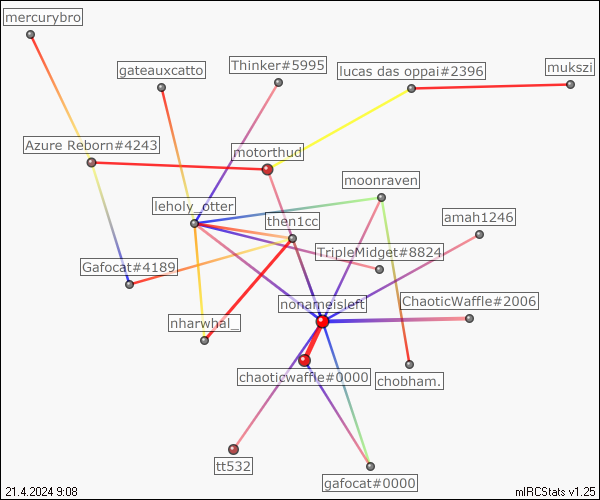 mercurybro
gateauxcatto
Thinker#5995
lucas das oppai#2396
mukszi
Azure Reborn#4243
motorthud
moonraven
leholy_otter
then1cc
amah1246
TripleMidget#8824
Gafocat#4189
nonameisleft
ChaoticWaffle#2006
nharwhal_
chaoticwaffle#0000
chobham.
tt532
gafocat#0000
21.4.2024 9:08
mIRCStats v1.25